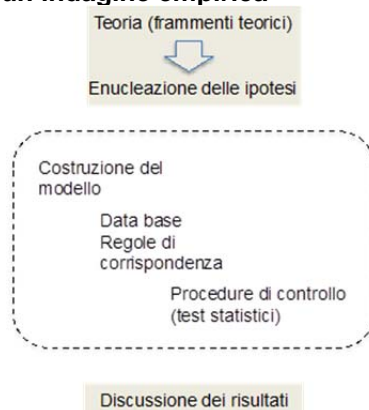 un indagine empirica
Teoria (frammenti teorici)
Enucleazione delle ipotesi
Costruzione del
modello
Data base
Regole di
corrispondenza
Procedure di controllo
(test statistici)
Discussione dei risultati